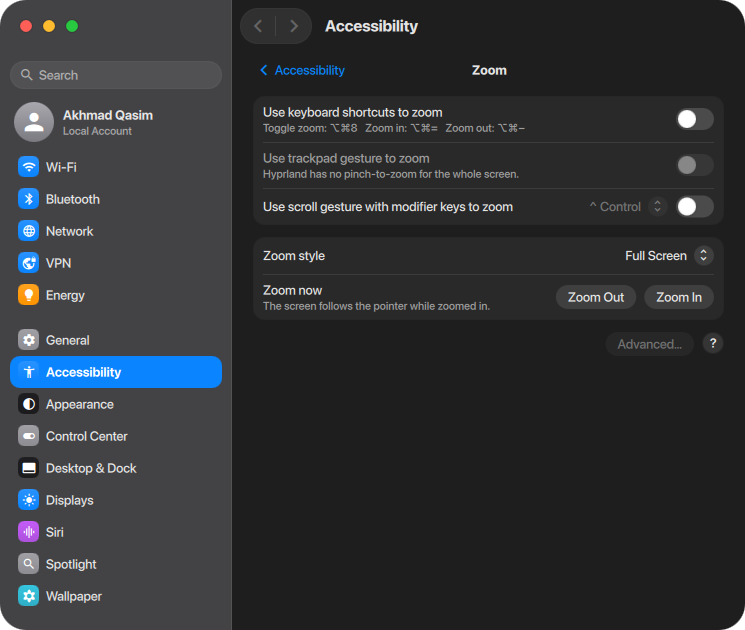 Accessibility
Search
Akhmad Qasim
Local Account
Wi-Fi
Bluetooth
Network
VPN
Energy
General
Accessibility
Appearance
Control Center
Desktop & Dock
Displays
Siri
Spotlight
Wallpaper
Accessibility
Zoom
Use keyboard shortcuts to zoom
Toggle zoom: ⌥⌘8 Zoom in: ⌥⌘= Zoom out: ⌥⌘−
Use trackpad gesture to zoom
Hyprland has no pinch-to-zoom for the whole screen.
Use scroll gesture with modifier keys to zoom
^ Control
Zoom style
Full Screen
Zoom now
The screen follows the pointer while zoomed in.
Zoom Out
Zoom In
Advanced...
?